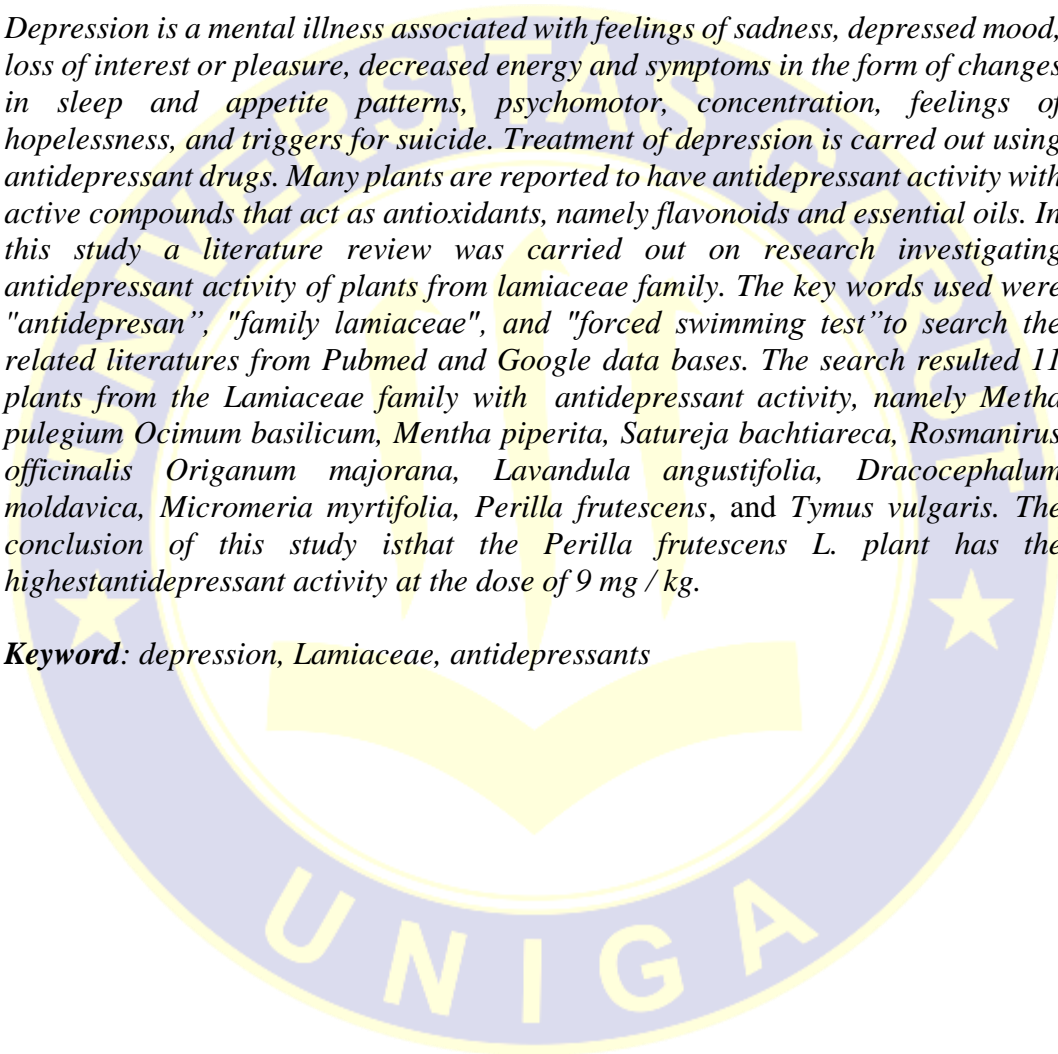 Depression is a mental illness associated with feelings of sadness, depressed mood,
loss of interest or pleasure, decreased energy and symptoms in the form of changes
in sleep and appetite patterns, psychomotor, concentration, feelings of
hopelessness, and triggers for suicide. Treatment of depression is carred out using
antidepressant drugs. Many plants are reported to have antidepressant activity with
active compounds that act as antioxidants, namely flavonoids and essential oils. In
this study a literature review was carried out on research investigating
antidepressant activity of plants from lamiaceae family. The key words used were
"antidepresan”, "family lamiaceae", and "forced swimming test”to search the
related literatures from Pubmed and Google data bases. The search resulted 11
plants from the Lamiaceae family with antidepressant activity, namely Metha
pulegium Ocimum basilicum, Mentha piperita, Satureja bachtiareca, Rosmanirus
officinalis Origanum majorana, Lavandula angustifolia, Dracocephalum
moldavica, Micromeria myrtifolia, Perilla frutescens, and Tymus vulgaris. The
conclusion of this study isthat the Perilla frutescens L. plant has the
highestantidepressant activity at the dose of 9 mg / kg.
Keyword: depression, Lamiaceae, antidepressants
UNIVERSITAS GARUT
UNIGA